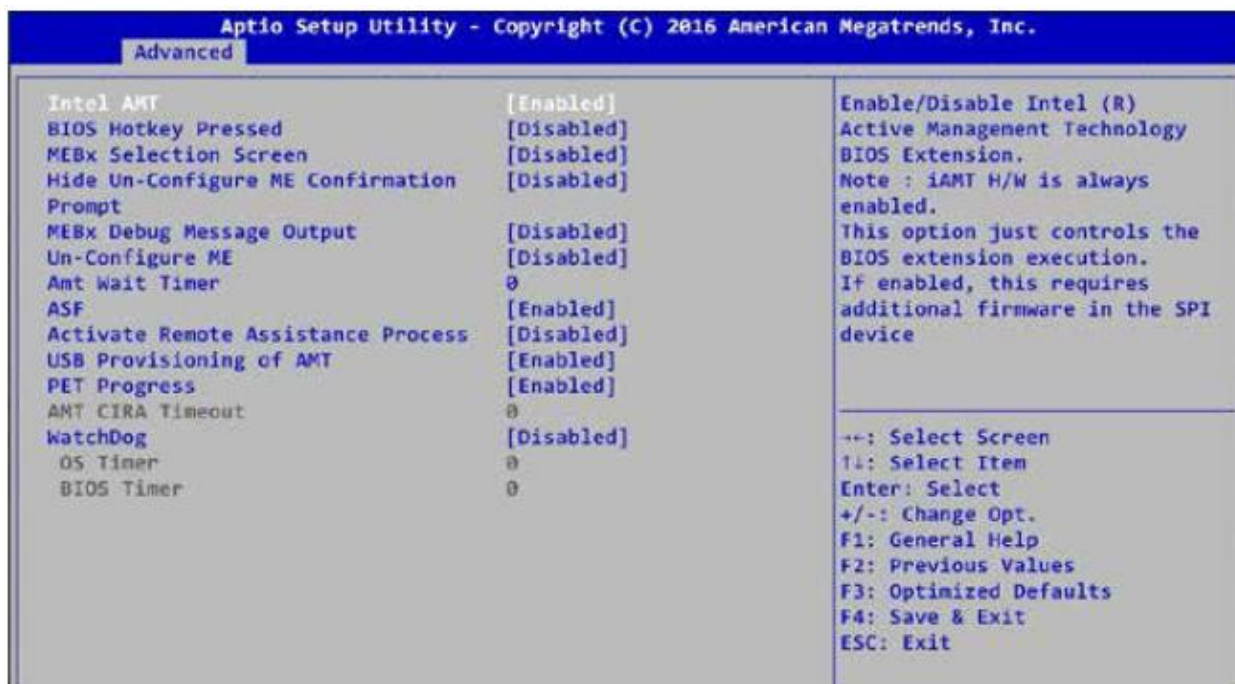 Aptio Setup Utility - Copyright (C) 2016 American Megatrends, Inc.
Advanced
Intel AMT [Enabled]
BIOS Hotkey Pressed [Disabled]
MEBx Selection Screen [Disabled]
Hide Un-Configure ME Confirmation [Disabled]
Prompt
MEBx Debug Message Output [Disabled]
Un-Configure ME [Disabled]
Amt Wait Timer 0
ASF [Enabled]
Activate Remote Assistance Process [Disabled]
USB Provisioning of AMT [Enabled]
PET Progress [Enabled]
AMT CIRA Timeout 0
WatchDog [Disabled]
OS Timer 0
BIOS Timer 0
Enable/Disable Intel (R)
Active Management Technology
BIOS Extension.
Note : iAMT H/W is always
enabled.
This option just controls the
BIOS extension execution.
If enabled, this requires
additional firmware in the SPI
device
→←: Select Screen
↑↓: Select Item
Enter: Select
+/-: Change Opt.
F1: General Help
F2: Previous Values
F3: Optimized Defaults
F4: Save & Exit
ESC: Exit